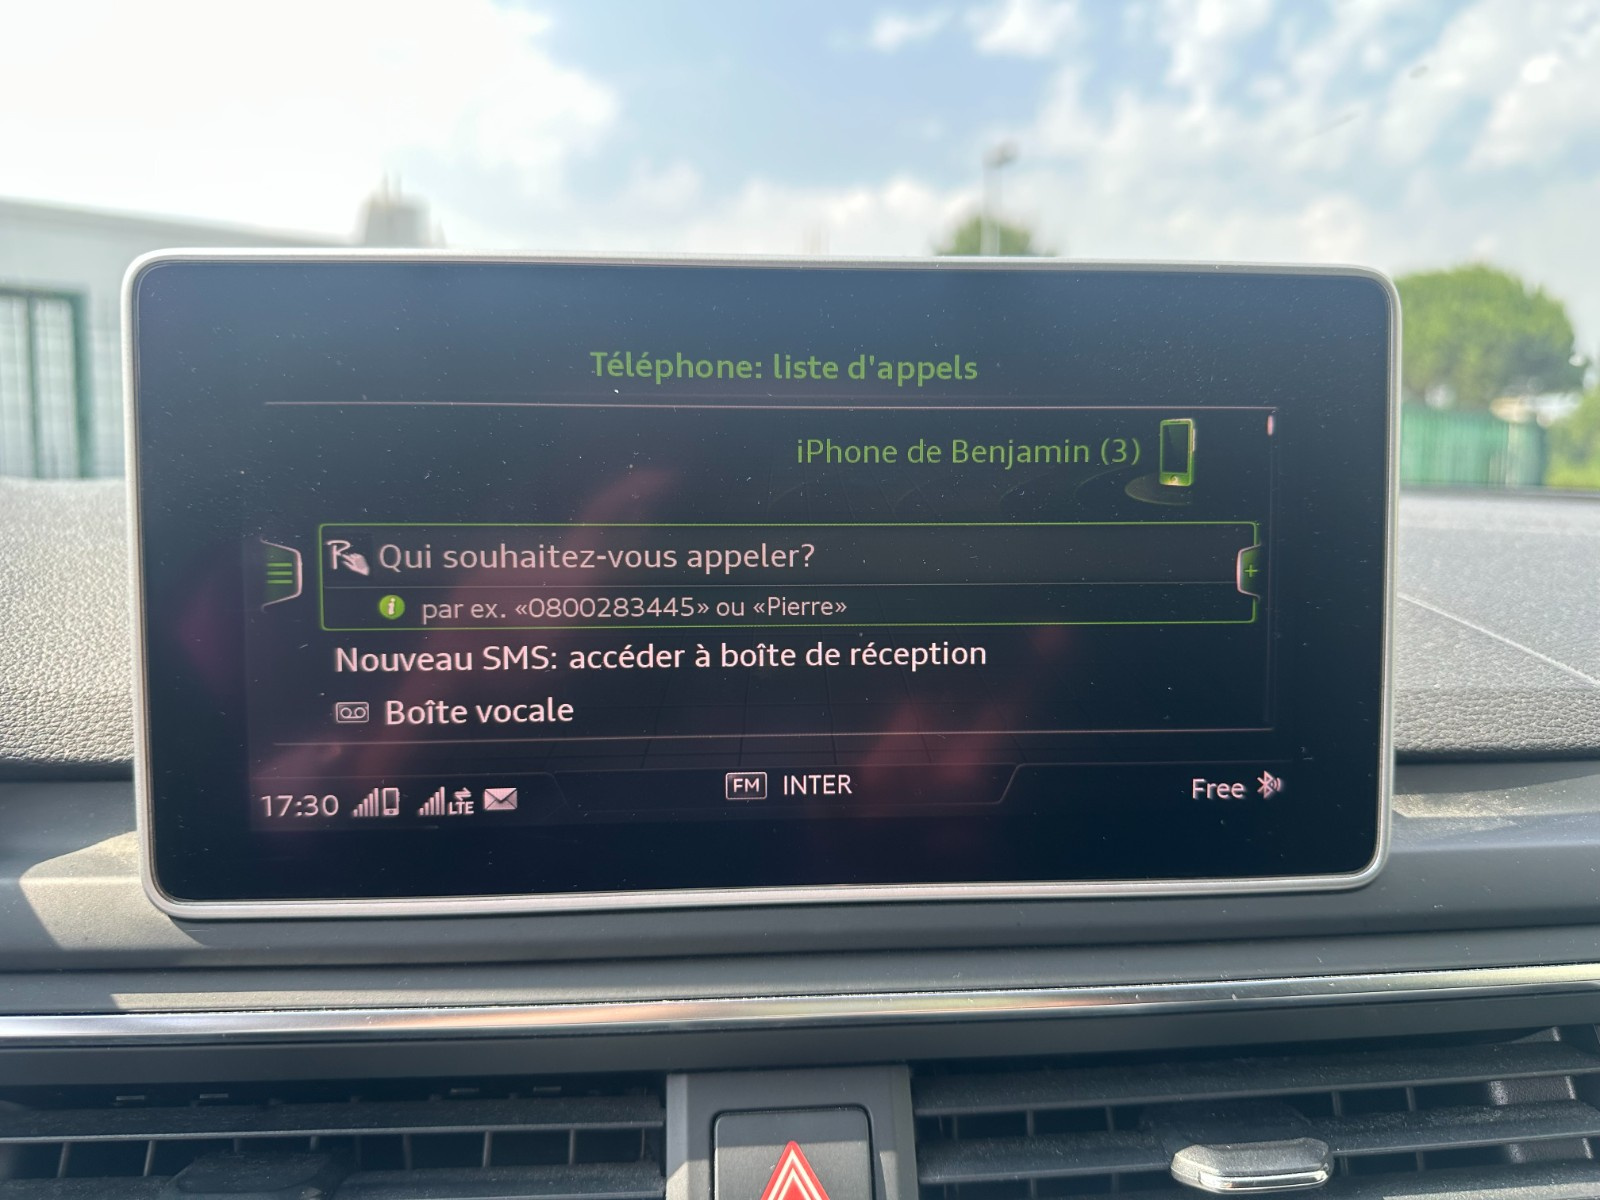 Téléphone: liste d'appels
iPhone de Benjamin (3)
Qui souhaitez-vous appeler?
par ex. «0800283445» ou «Pierre»
Nouveau SMS: accéder à boîte de réception
Boîte vocale
17:30 LTE FM INTER Free